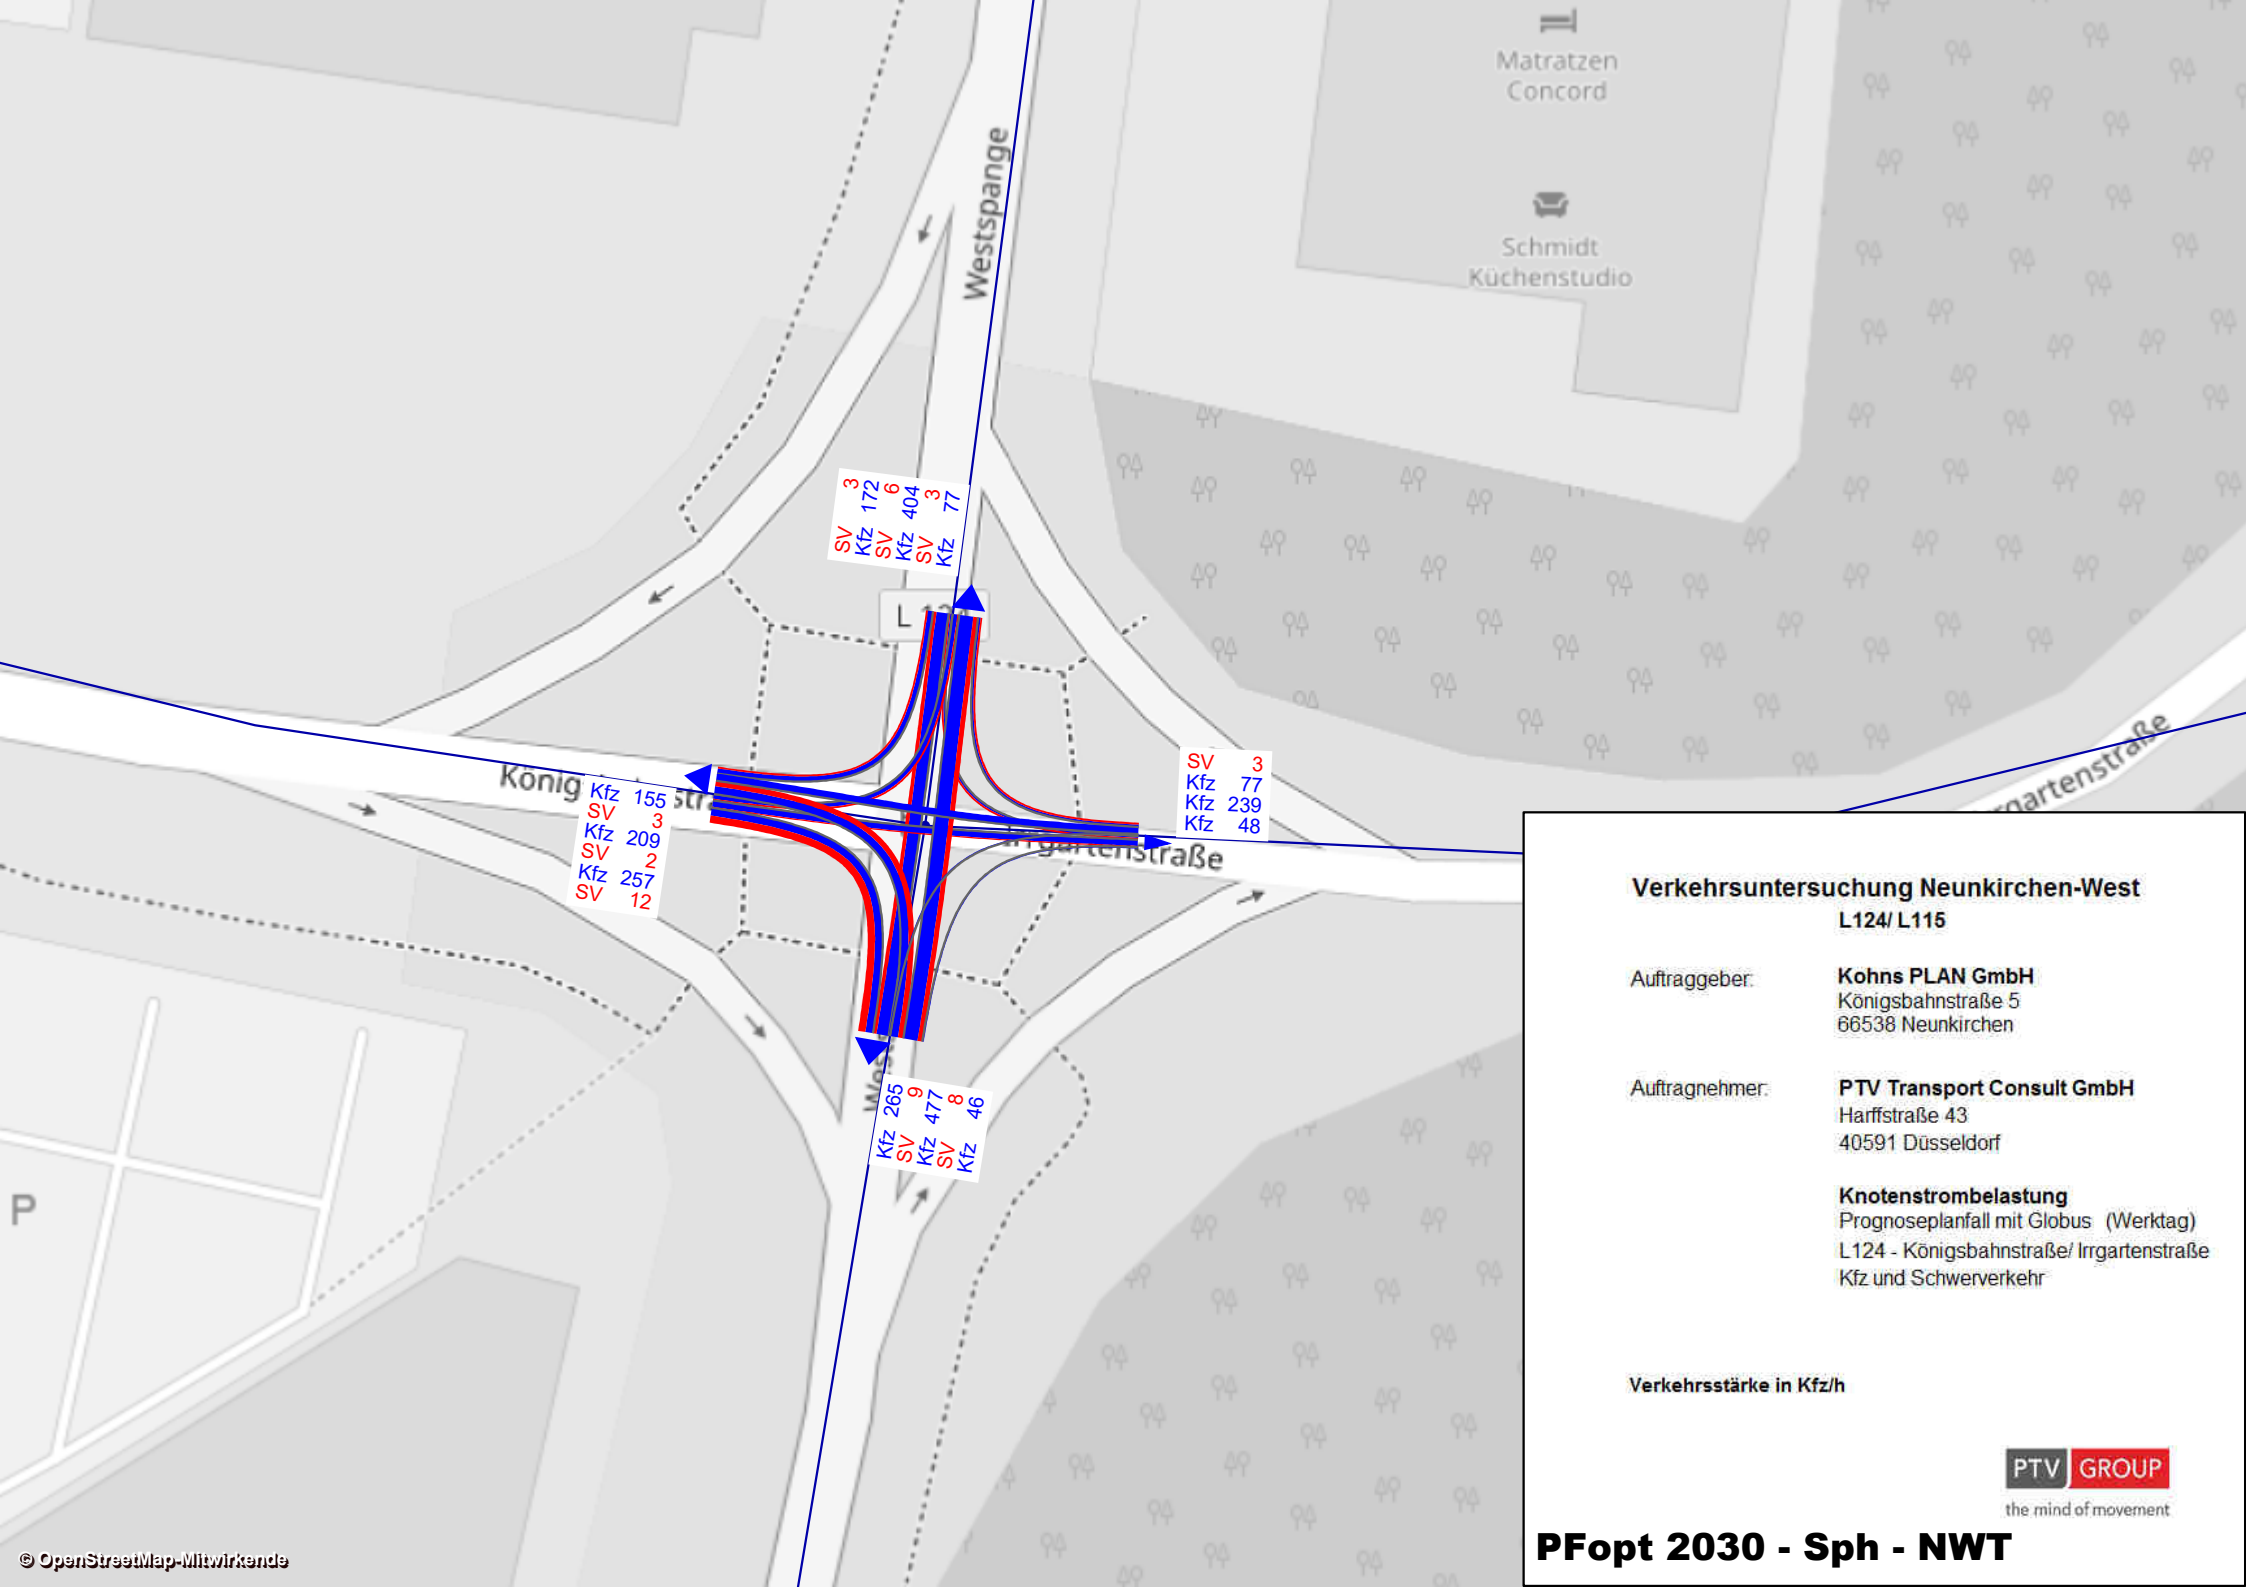 Matratzen
Concord
Westspange
Schmidt
Küchenstudio
SV 3
Kfz 172
SV 6
Kfz 404
SV 3
Kfz 77
L 124
SV 3
Kfz 77
Kfz 239
Kfz 48
Kfz 155
SV 3
Kfz 209
SV 2
Kfz 257
SV 12
Irrgartenstraße
rgartenstraße
Kfz 265
SV 9
Kfz 477
SV 8
Kfz 46
P
Verkehrsuntersuchung Neunkirchen-West
L124/ L115
Auftraggeber: Kohns PLAN GmbH
Königsbahnstraße 5
66538 Neunkirchen
Auftragnehmer: PTV Transport Consult GmbH
Harffstraße 43
40591 Düsseldorf
Knotenstrombelastung
Prognoseplanfall mit Globus (Werktag)
L124 - Königsbahnstraße/ Irrgartenstraße
Kfz und Schwerverkehr
Verkehrsstärke in Kfz/h
PTV GROUP
the mind of movement
PFopt 2030 - Sph - NWT
© OpenStreetMap-Mitwirkende